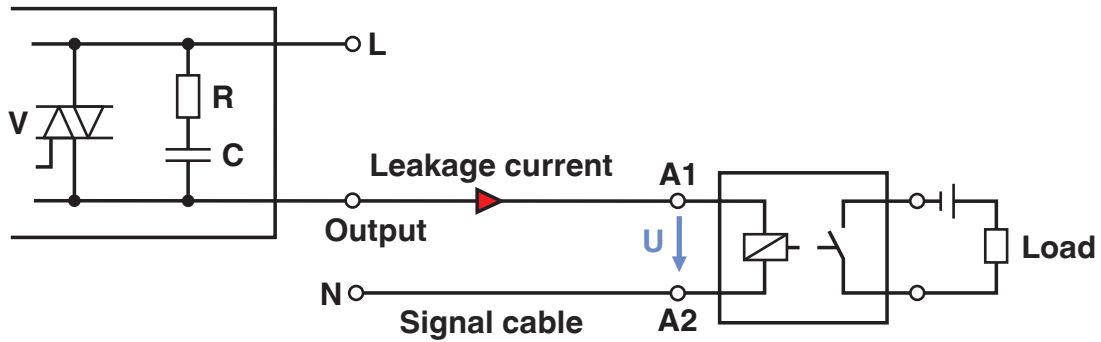 L
R
V
C
Leakage current
A1
Output
U
Load
N
Signal cable
A2